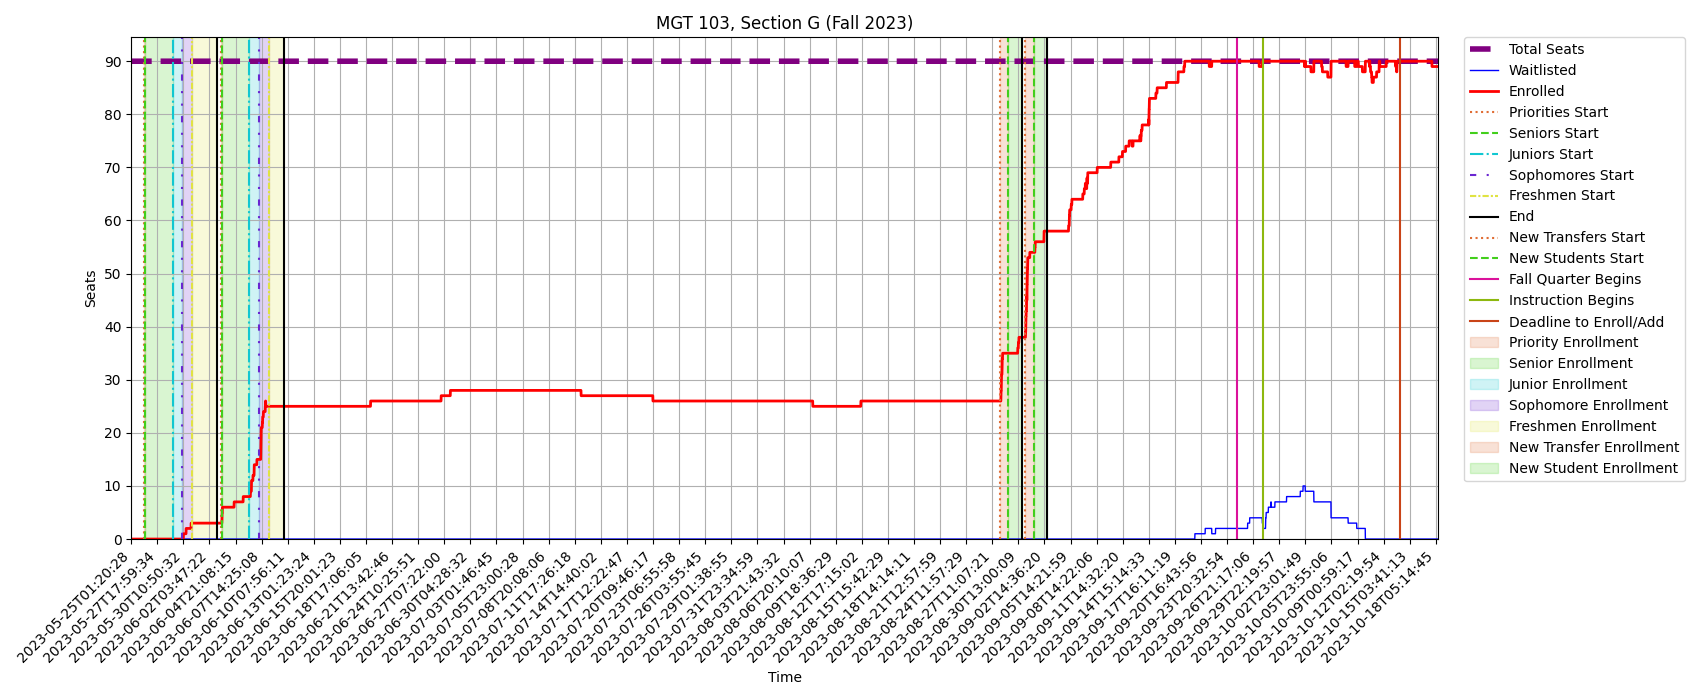 MGT 103, Section G (Fall 2023)
Seats
90
80
70
60
50
40
30
20
10
0
2023-05-25T01:20:28
2023-05-27T17:59:34
2023-05-30T10:50:32
2023-06-02T03:47:22
2023-06-04T21:08:15
2023-06-07T14:25:08
2023-06-10T07:56:11
2023-06-13T01:23:24
2023-06-15T20:01:23
2023-06-18T17:06:05
2023-06-21T13:42:46
2023-06-24T10:25:51
2023-06-27T07:22:00
2023-06-30T04:28:32
2023-07-03T01:46:45
2023-07-05T23:00:28
2023-07-08T20:08:06
2023-07-11T17:26:18
2023-07-14T14:40:02
2023-07-17T12:22:47
2023-07-20T09:46:17
2023-07-23T06:55:58
2023-07-26T03:55:45
2023-07-29T01:38:55
2023-07-31T23:34:59
2023-08-03T21:43:32
2023-08-06T20:10:07
2023-08-09T18:36:29
2023-08-12T17:15:02
2023-08-15T15:42:29
2023-08-18T14:14:11
2023-08-21T12:57:59
2023-08-24T11:57:29
2023-08-27T11:07:21
2023-08-30T13:00:09
2023-09-02T14:36:20
2023-09-05T14:21:59
2023-09-08T14:22:06
2023-09-11T14:32:20
2023-09-14T15:14:33
2023-09-17T16:11:19
2023-09-20T16:43:56
2023-09-23T20:32:54
2023-09-26T21:17:06
2023-09-29T22:19:57
2023-10-02T23:01:49
2023-10-05T23:55:06
2023-10-09T00:59:17
2023-10-12T02:19:54
2023-10-15T03:41:13
2023-10-18T05:14:45
Time
Total Seats
Waitlisted
Enrolled
Priorities Start
Seniors Start
Juniors Start
Sophomores Start
Freshmen Start
End
New Transfers Start
New Students Start
Fall Quarter Begins
Instruction Begins
Deadline to Enroll/Add
Priority Enrollment
Senior Enrollment
Junior Enrollment
Sophomore Enrollment
Freshmen Enrollment
New Transfer Enrollment
New Student Enrollment